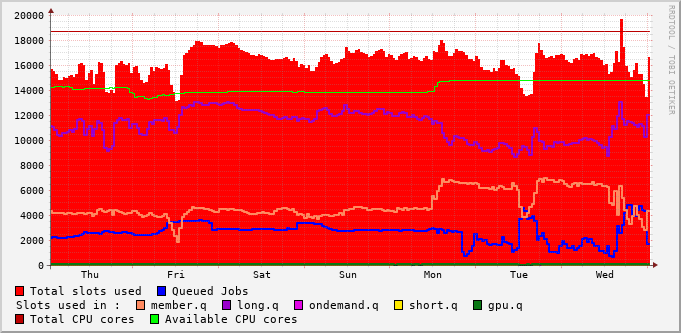 20000
18000
16000
14000
12000
10000
8000
6000
4000
2000
0
Thu Fri Sat Sun Mon Tue Wed
RRDTOOL / TOBI OETIKER
Total slots used Queued Jobs
Slots used in : member.q long.q ondemand.q short.q gpu.q
Total CPU cores Available CPU cores